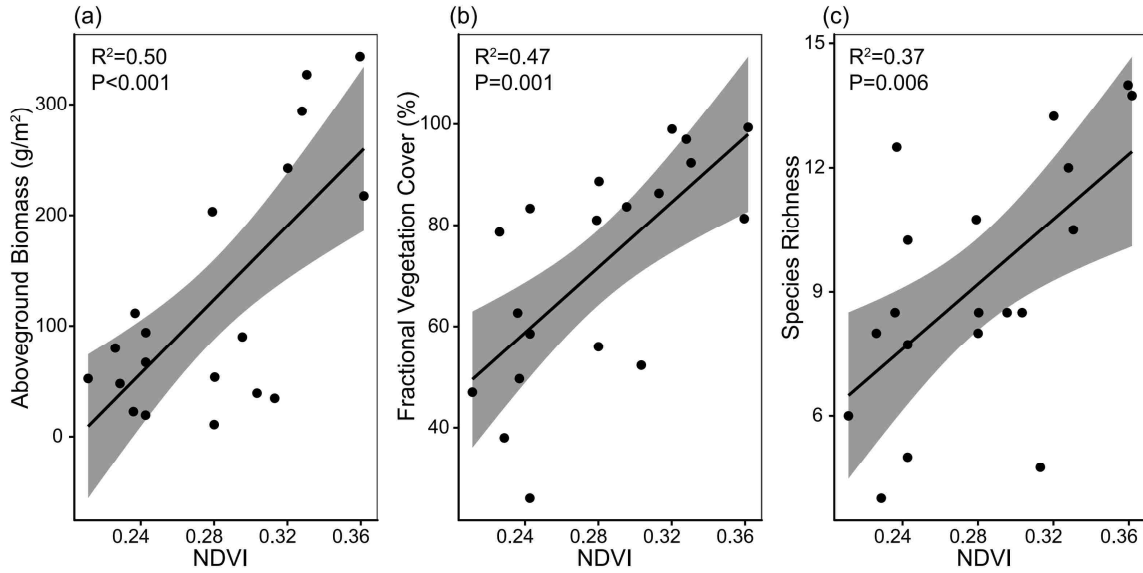 (a)
R²=0.50
P<0.001
Aboveground Biomass (g/m²)
300
200
100
0
0.24 0.28 0.32 0.36
NDVI
(b)
R²=0.47
P=0.001
Fractional Vegetation Cover (%)
100
80
60
40
0.24 0.28 0.32 0.36
NDVI
(c)
R²=0.37
P=0.006
Species Richness
15
12
9
6
0.24 0.28 0.32 0.36
NDVI